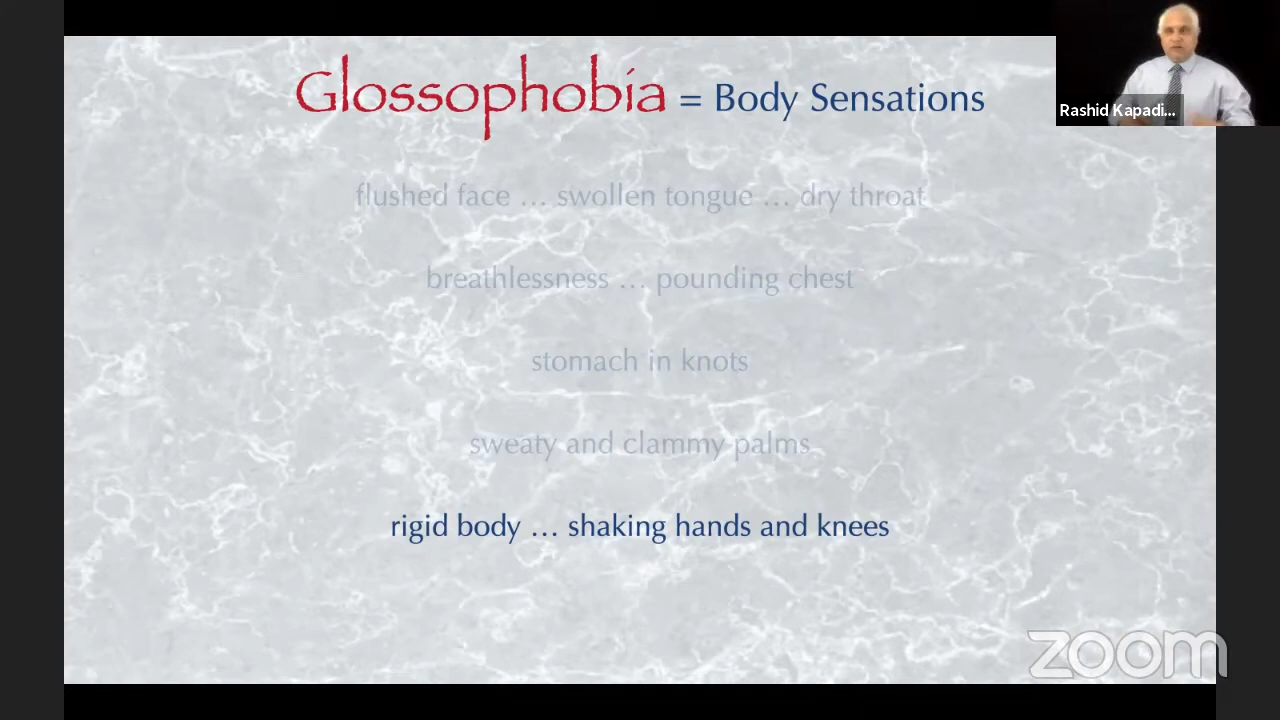 Glossophobia = Body Sensations
Rashid Kapadi...
flushed face ... swollen tongue ... dry throat
breathlessness ... pounding chest
stomach in knots
sweaty and clammy palms
rigid body ... shaking hands and knees
zoom